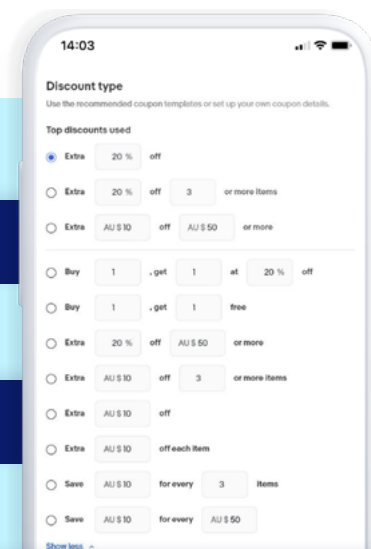 14:03
Discount type
Use the recommended coupon templates or set up your own coupon details.
Top discounts used
Extra 20 % off
Extra 20 % off 3 or more items
Extra AU $10 off AU $ 50 or more
Buy 1 , get 1 at 20 % off
Buy 1 , get 1 free
Extra 20 % off AU $ 50 or more
Extra AU $10 off 3 or more items
Extra AU $10 off
Extra AU $10 off each item
Save AU $10 for every 3 items
Save AU $10 for every AU $ 50
Show less